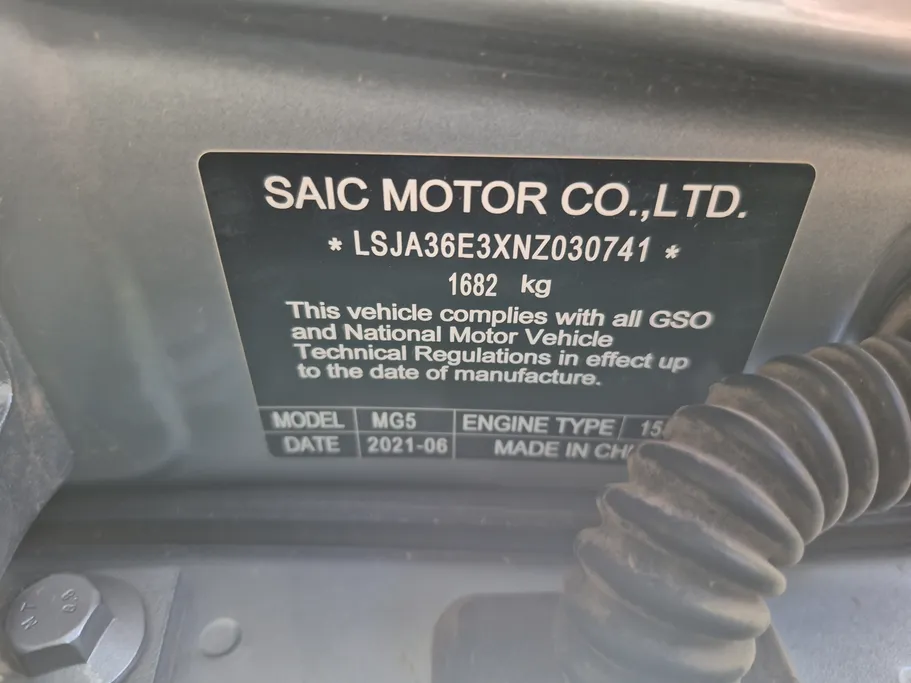 SAIC MOTOR CO.,LTD.
* LSJA36E3XNZ030741 *
1682 kg
This vehicle complies with all GSO
and National Motor Vehicle
Technical Regulations in effect up
to the date of manufacture.
MODEL MG5 ENGINE TYPE
DATE 2021-06 MADE IN